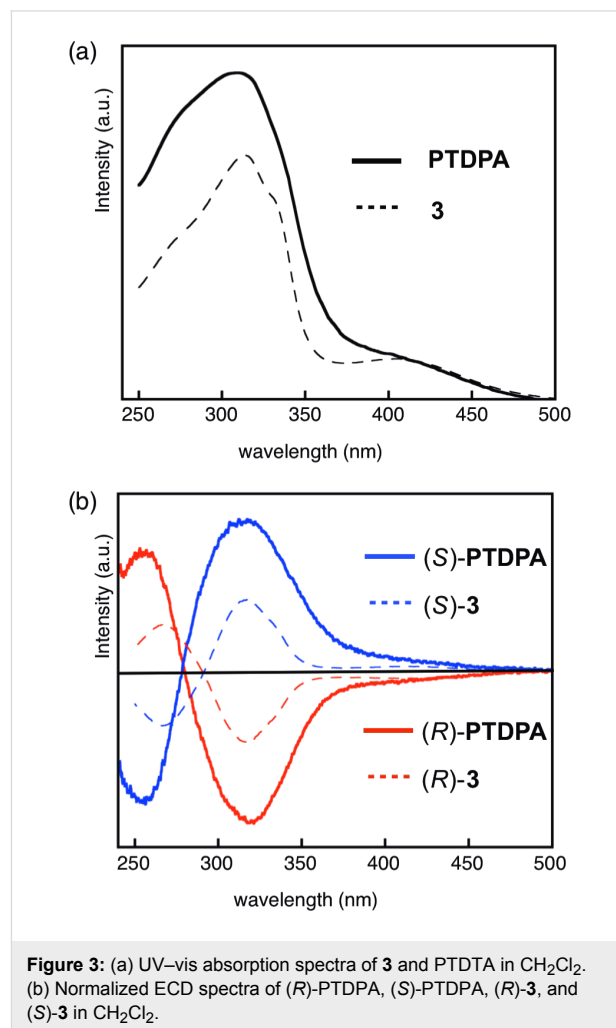 (a)
Intensity (a.u.)
PTDPA
3
250 300 350 400 450 500
wavelength (nm)
(b)
Intensity (a.u.)
(S)-PTDPA
(S)-3
(R)-PTDPA
(R)-3
250 300 350 400 450 500
wavelength (nm)
Figure 3: (a) UV–vis absorption spectra of 3 and PTDTA in CH2Cl2.
(b) Normalized ECD spectra of (R)-PTDPA, (S)-PTDPA, (R)-3, and
(S)-3 in CH2Cl2.